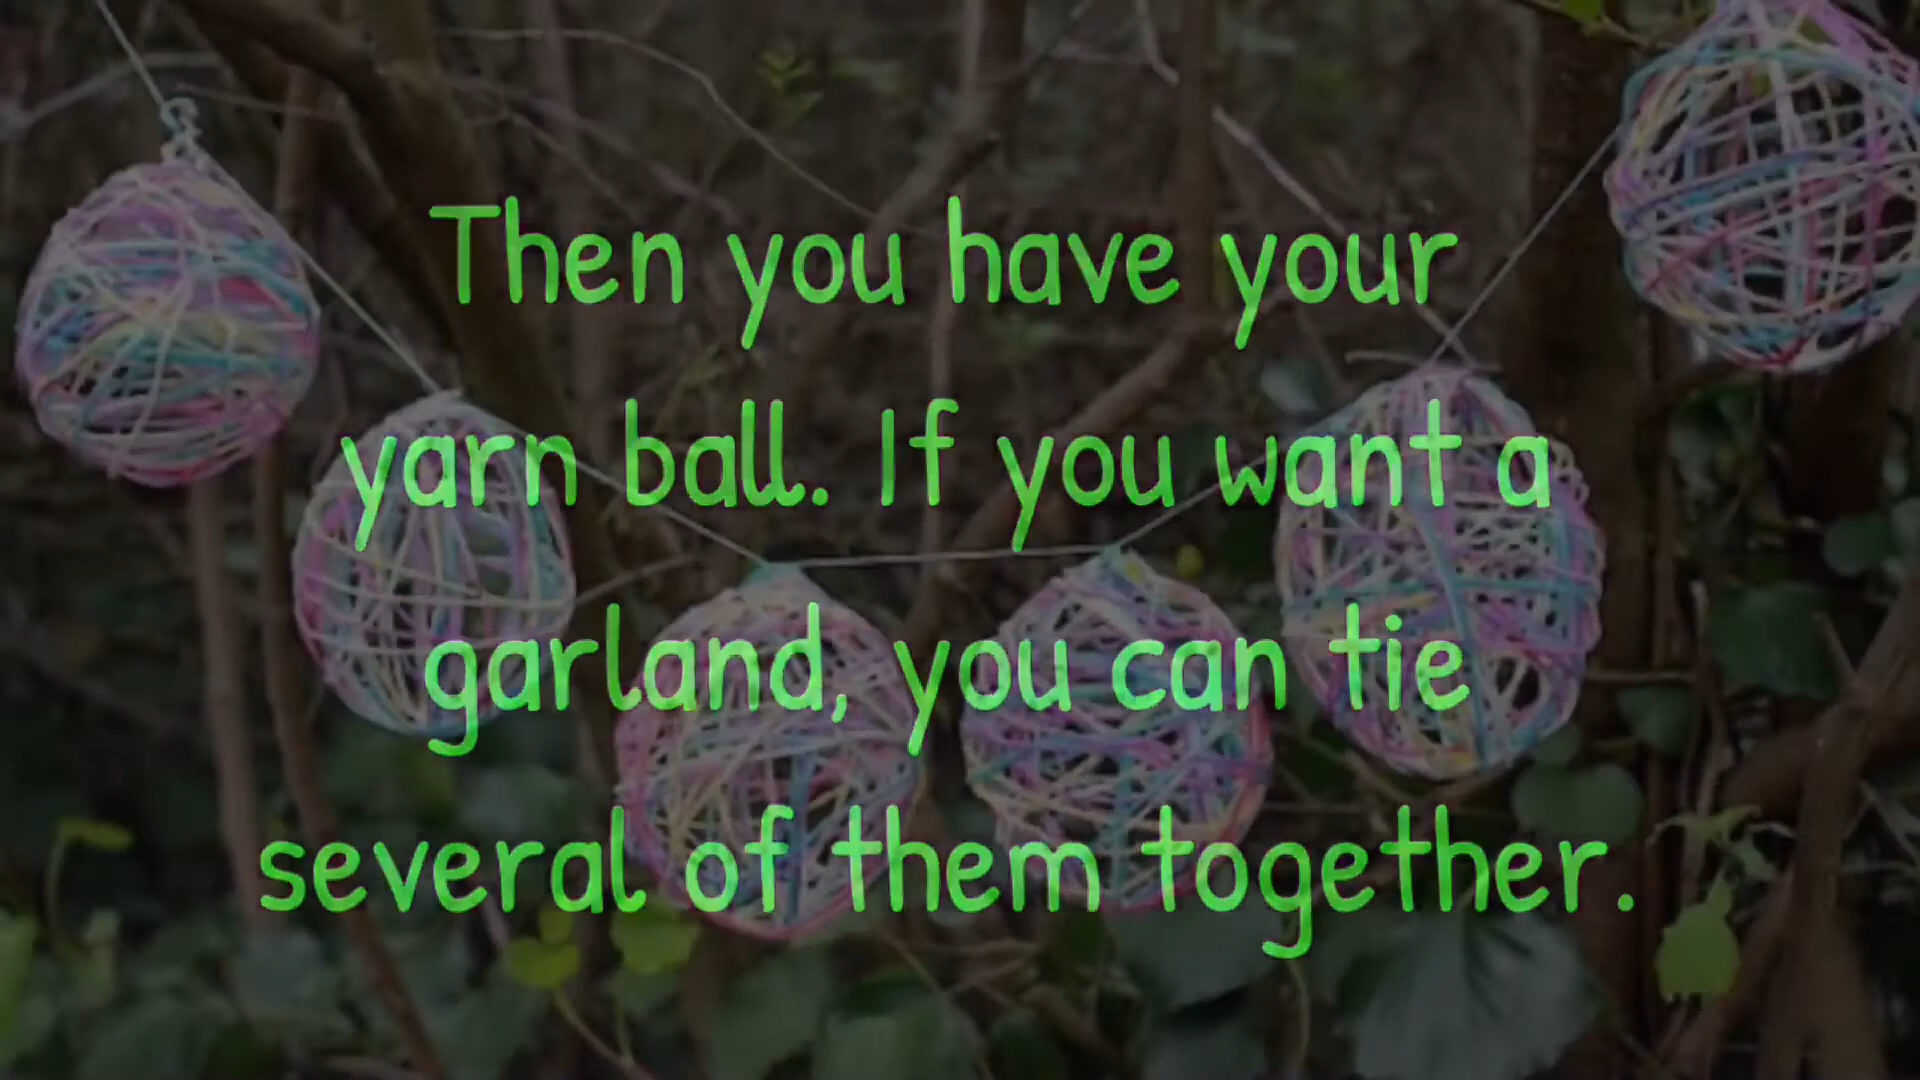 Then you have your
yarn ball. If you want a
garland, you can tie
several of them together.